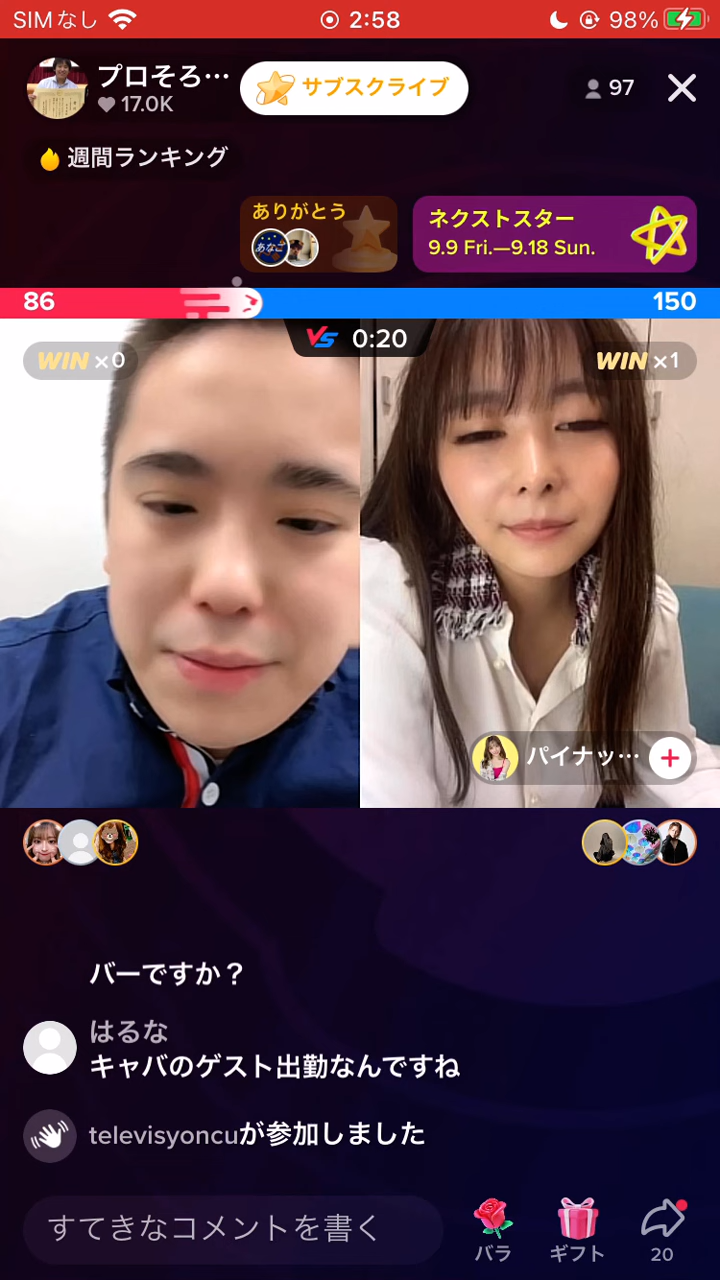 SIMなし 2:58 98%
プロそろ… サブスクライブ 97
17.0K
週間ランキング
ありがとう
あなご
ネクストスター
9.9 Fri.—9.18 Sun.
86 150
VS 0:20
WIN ×0 WIN ×1
パイナッ…
バーですか？
はるな
キャバのゲスト出勤なんですね
televisyoncuが参加しました
すてきなコメントを書く
バラ ギフト 20